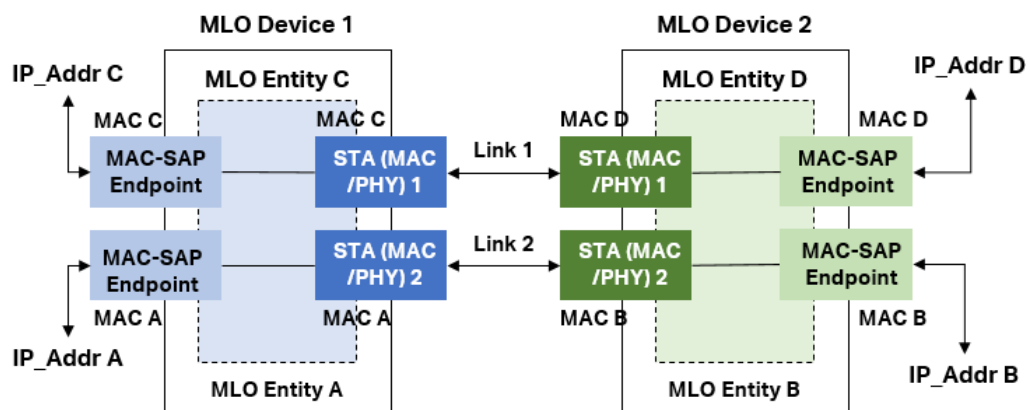 MLO Device 1
MLO Device 2
IP_Addr C
MLO Entity C
MLO Entity D
IP_Addr D
MAC C
MAC C
MAC D
MAC D
MAC-SAP
Endpoint
STA (MAC
/PHY) 1
Link 1
STA (MAC
/PHY) 1
MAC-SAP
Endpoint
MAC-SAP
Endpoint
STA (MAC
/PHY) 2
Link 2
STA (MAC
/PHY) 2
MAC-SAP
Endpoint
MAC A
MAC A
MAC B
MAC B
IP_Addr A
MLO Entity A
MLO Entity B
IP_Addr B